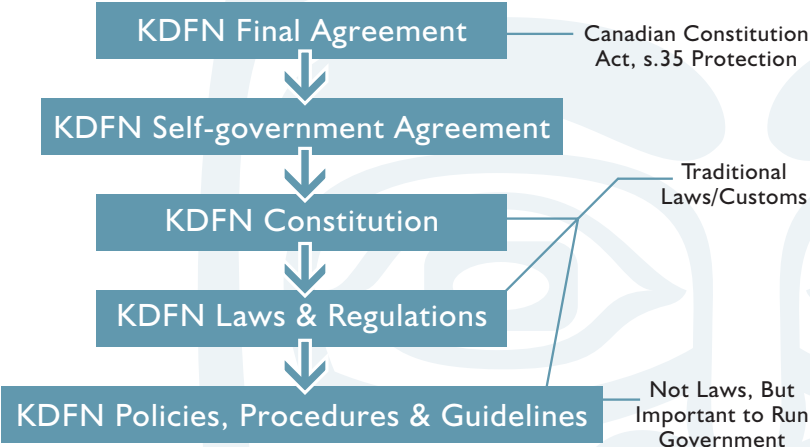 KDFN Final Agreement
Canadian Constitution
Act, s.35 Protection
KDFN Self-government Agreement
Traditional
Laws/Customs
KDFN Constitution
KDFN Laws & Regulations
KDFN Policies, Procedures & Guidelines
Not Laws, But
Important to Run
Government